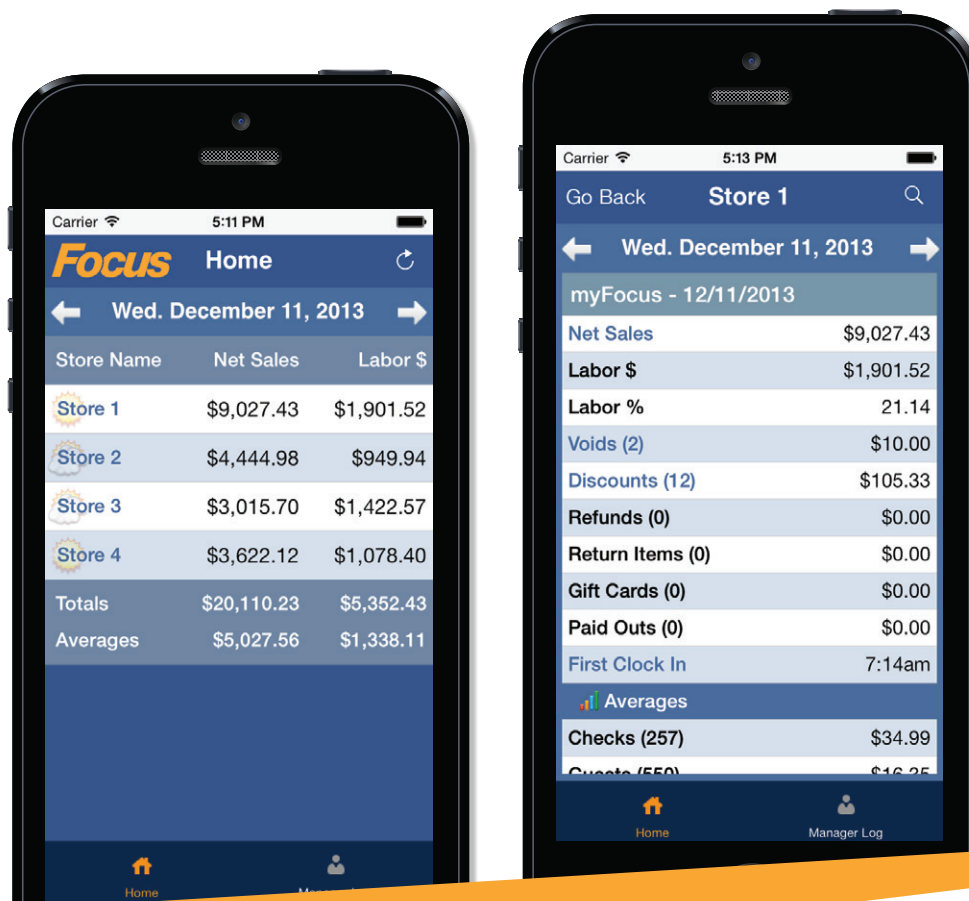 Carrier 5:11 PM
Focus Home
Wed. December 11, 2013
Store Name Net Sales Labor $
Store 1 $9,027.43 $1,901.52
Store 2 $4,444.98 $949.94
Store 3 $3,015.70 $1,422.57
Store 4 $3,622.12 $1,078.40
Totals $20,110.23 $5,352.43
Averages $5,027.56 $1,338.11
Home
Carrier 5:13 PM
Go Back Store 1
Wed. December 11, 2013
myFocus - 12/11/2013
Net Sales $9,027.43
Labor $ $1,901.52
Labor % 21.14
Voids (2) $10.00
Discounts (12) $105.33
Refunds (0) $0.00
Return Items (0) $0.00
Gift Cards (0) $0.00
Paid Outs (0) $0.00
First Clock In 7:14am
Averages
Checks (257) $34.99
Guests (550) $16.35
Home Manager Log